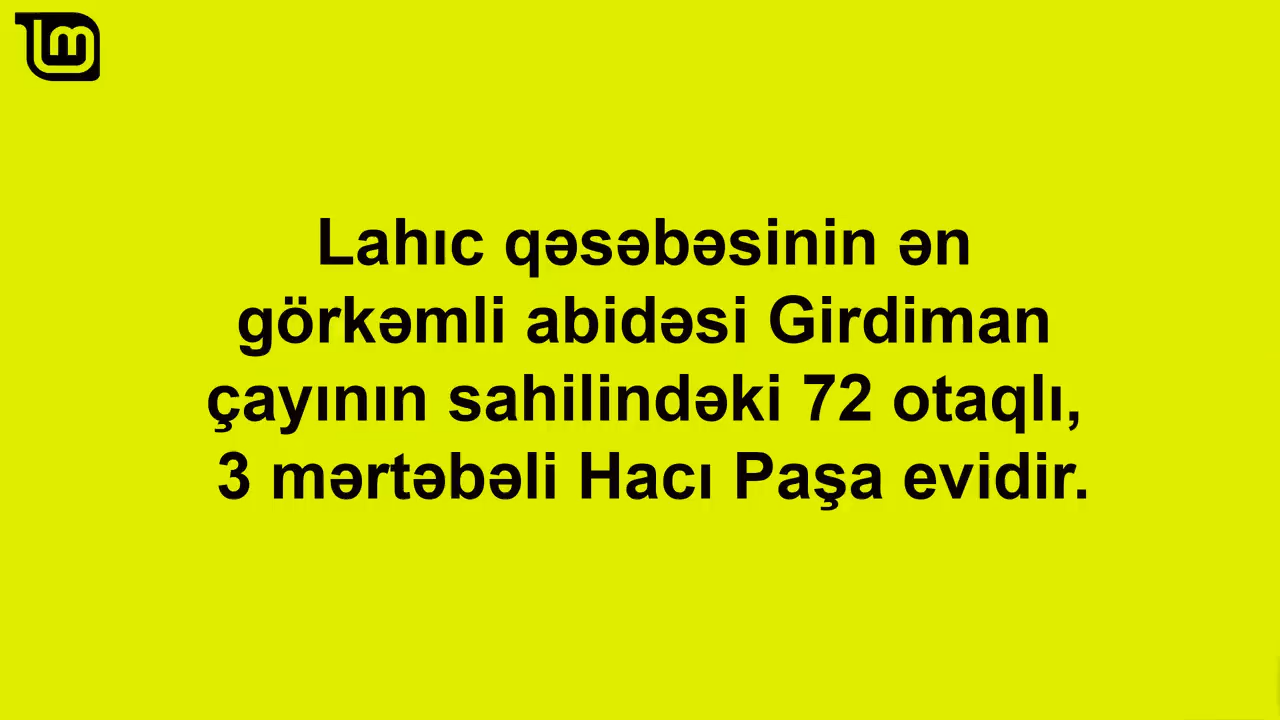 Lahıc qəsəbəsinin ən
görkəmli abidəsi Girdiman
çayının sahilindəki 72 otaqlı,
3 mərtəbəli Hacı Paşa evidir.